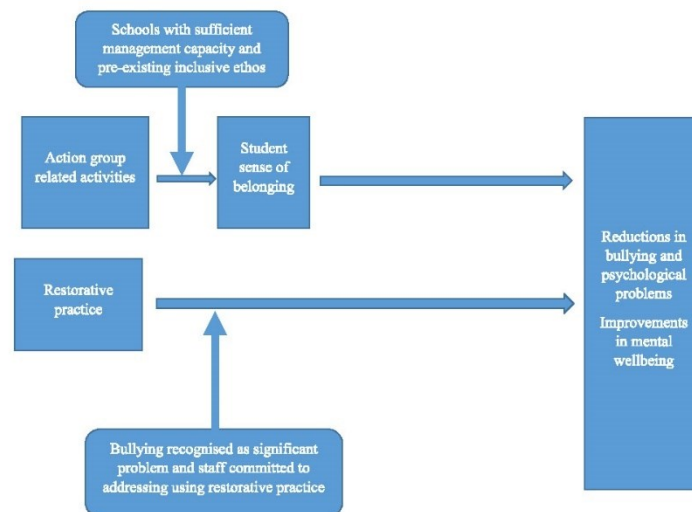 Schools with sufficient
management capacity and
pre-existing inclusive ethos
Action group
related activities
Student
sense of
belonging
Restorative
practice
Reductions in
bullying and
psychological
problems
Improvements
in mental
wellbeing
Bullying recognised as significant
problem and staff committed to
addressing using restorative practice